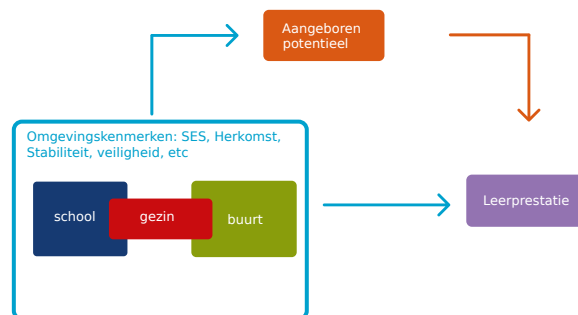 Aangeboren
potentieel
Omgevingskenmerken: SES, Herkomst,
Stabiliteit, veiligheid, etc
school
gezin
buurt
Leerprestatie